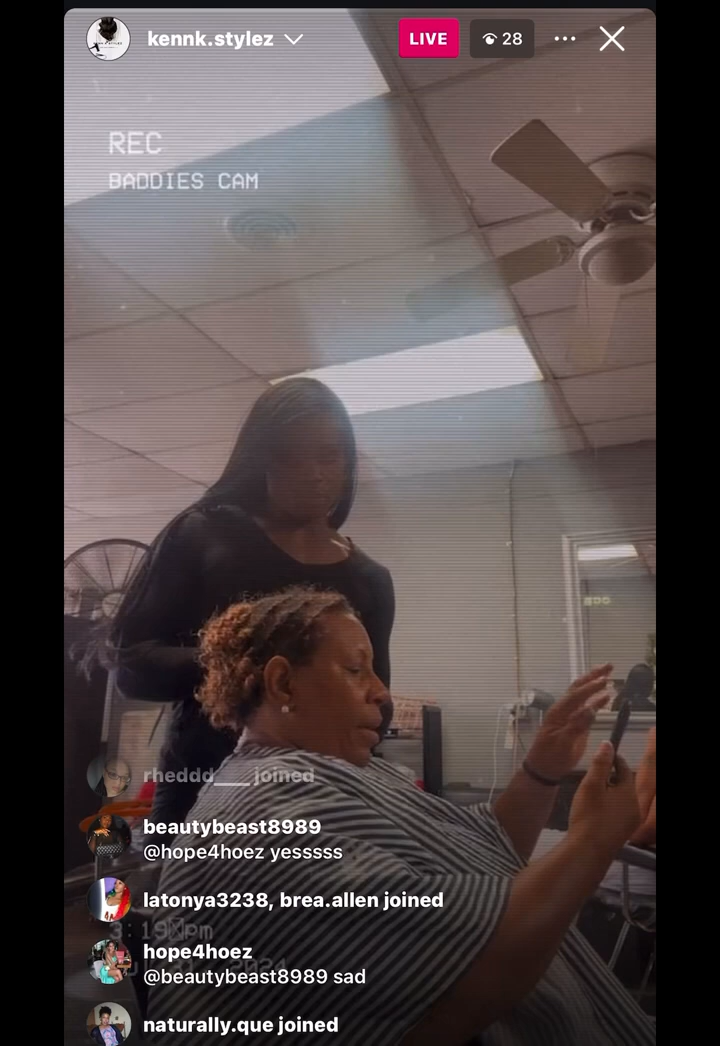 kennk.stylez
LIVE
28
REC
BADDIES CAM
rheddd___ joined
beautybeast8989
@hope4hoez yesssss
latonya3238, brea.allen joined
hope4hoez
@beautybeast8989 sad
naturally.que joined